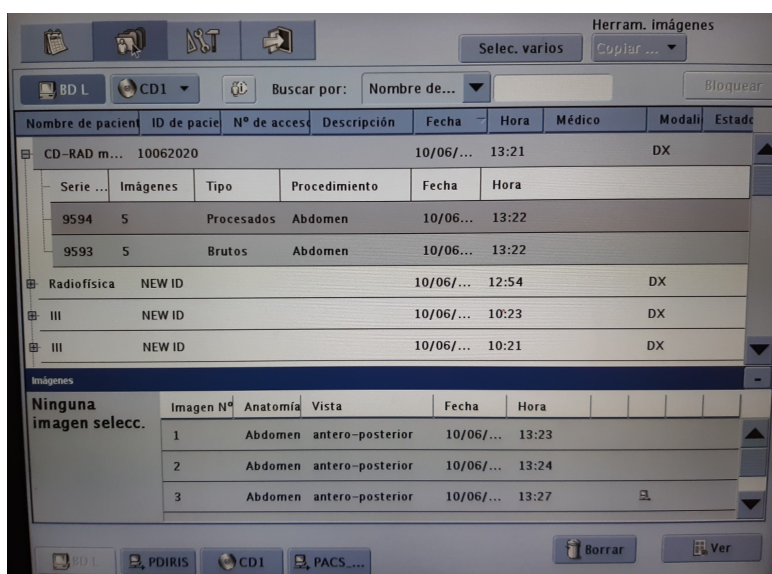 Herram. imágenes
Selec. varios Copiar ...
BD L CD1 Buscar por: Nombre de... Bloquear
Nombre de pacient ID de pacie Nº de acceso Descripción Fecha Hora Médico Modali Estado
CD-RAD m... 10062020 10/06/... 13:21 DX
Serie ... Imágenes Tipo Procedimiento Fecha Hora
9594 5 Procesados Abdomen 10/06... 13:22
9593 5 Brutos Abdomen 10/06... 13:22
Radiofísica NEW ID 10/06/... 12:54 DX
III NEW ID 10/06/... 10:23 DX
III NEW ID 10/06/... 10:21 DX
Imágenes
Ninguna
imagen selecc.
Imagen Nº Anatomía Vista Fecha Hora
1 Abdomen antero-posterior 10/06/... 13:23
2 Abdomen antero-posterior 10/06/... 13:24
3 Abdomen antero-posterior 10/06/... 13:27
Borrar Ver
BD L PDIRIS CD1 PACS_...